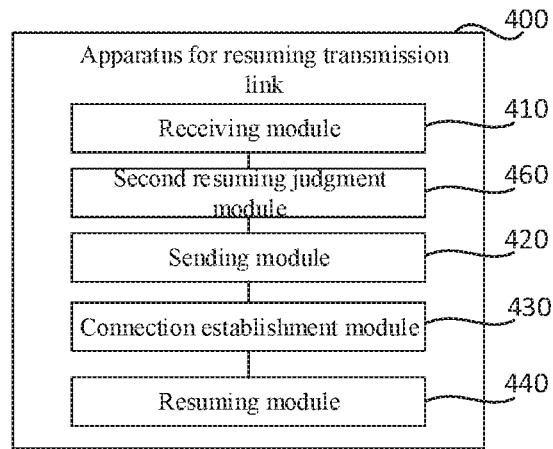 400
Apparatus for resuming transmission
link
Receiving module
410
Second resuming judgment
module
460
Sending module
420
Connection establishment module
430
Resuming module
440